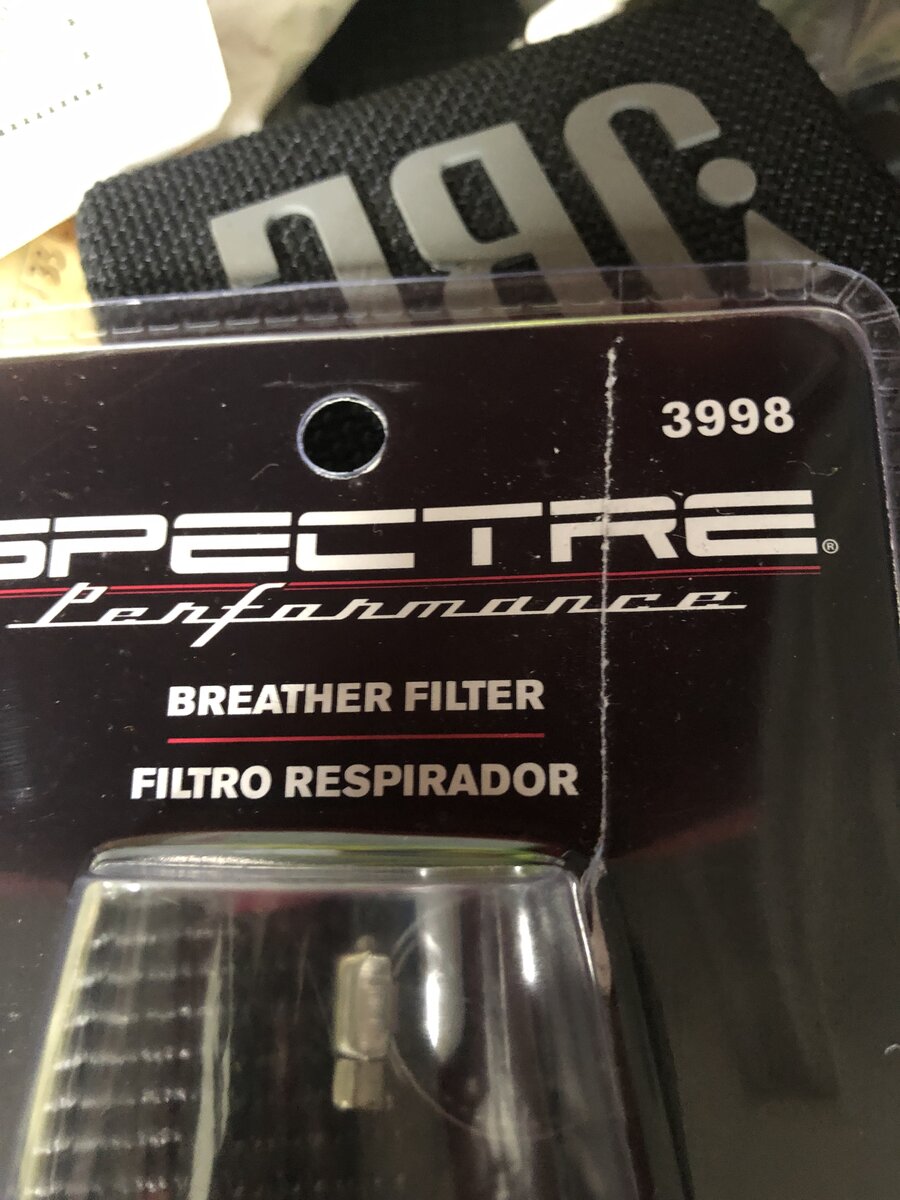 3998
SPECTRE®
Performance
BREATHER FILTER
FILTRO RESPIRADOR